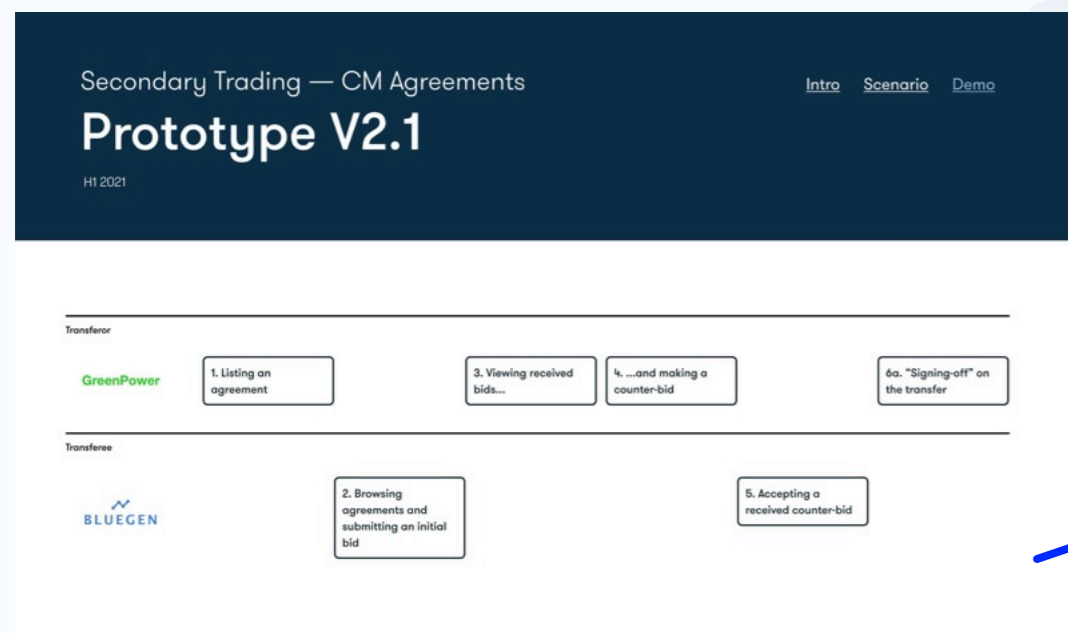 Secondary Trading — CM Agreements
Intro Scenario Demo
Prototype V2.1
H1 2021
Transferor
GreenPower
1. Listing an
agreement
3. Viewing received
bids...
4. ...and making a
counter-bid
6a. "Signing-off" on
the transfer
Transferee
BLUEGEN
2. Browsing
agreements and
submitting an initial
bid
5. Accepting a
received counter-bid